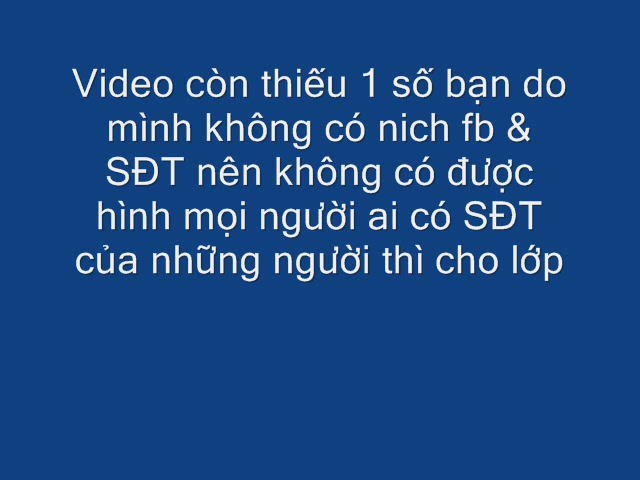 Video còn thiếu 1 số bạn do
mình không có nich fb &
SĐT nên không có được
hình mọi người ai có SĐT
của những người thì cho lớp